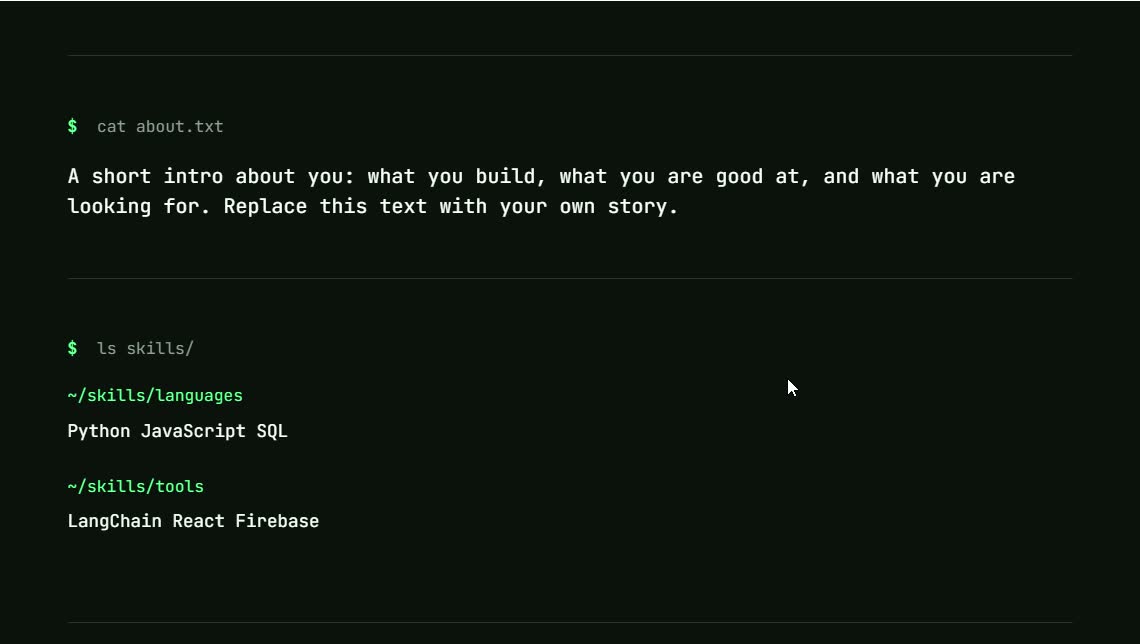 $ cat about.txt
A short intro about you: what you build, what you are good at, and what you are
looking for. Replace this text with your own story.
$ ls skills/
~/skills/languages
Python JavaScript SQL
~/skills/tools
LangChain React Firebase